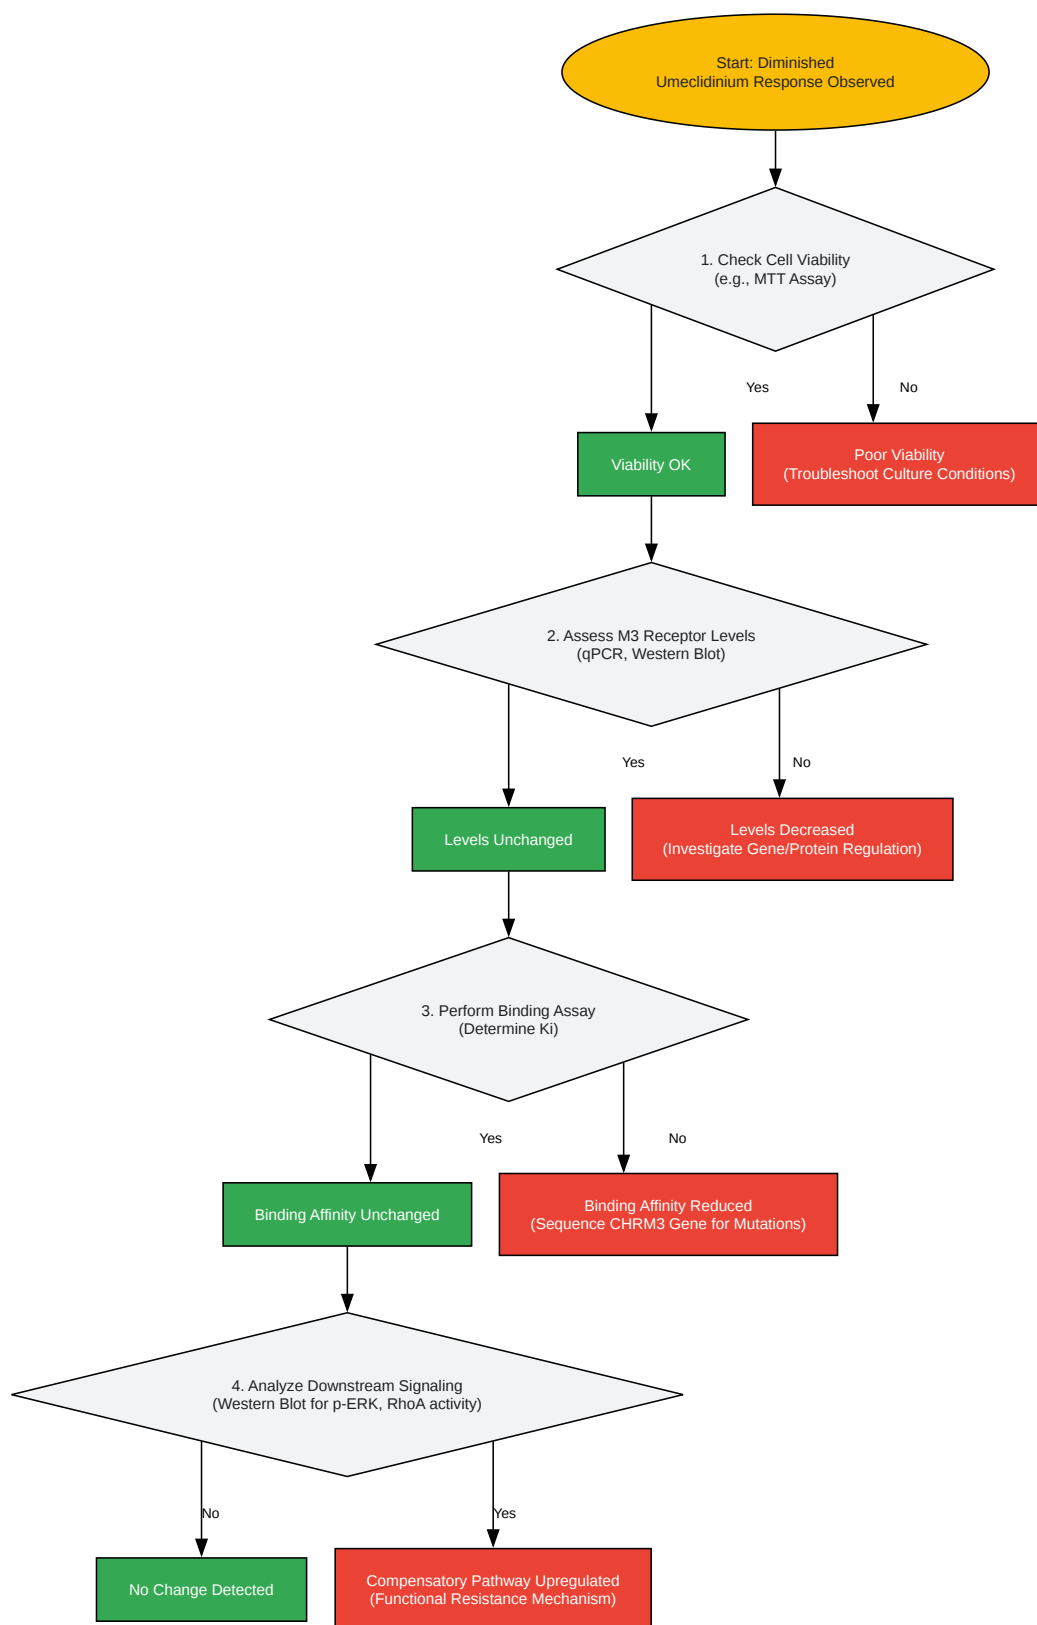 Start: Diminished
Umeclidinium Response Observed
1. Check Cell Viability
(e.g., MTT Assay)
Yes
No
Viability OK
Poor Viability
(Troubleshoot Culture Conditions)
2. Assess M3 Receptor Levels
(qPCR, Western Blot)
Yes
No
Levels Unchanged
Levels Decreased
(Investigate Gene/Protein Regulation)
3. Perform Binding Assay
(Determine Ki)
Yes
No
Binding Affinity Unchanged
Binding Affinity Reduced
(Sequence CHRM3 Gene for Mutations)
4. Analyze Downstream Signaling
(Western Blot for p-ERK, RhoA activity)
No
Yes
No Change Detected
Compensatory Pathway Upregulated
(Functional Resistance Mechanism)